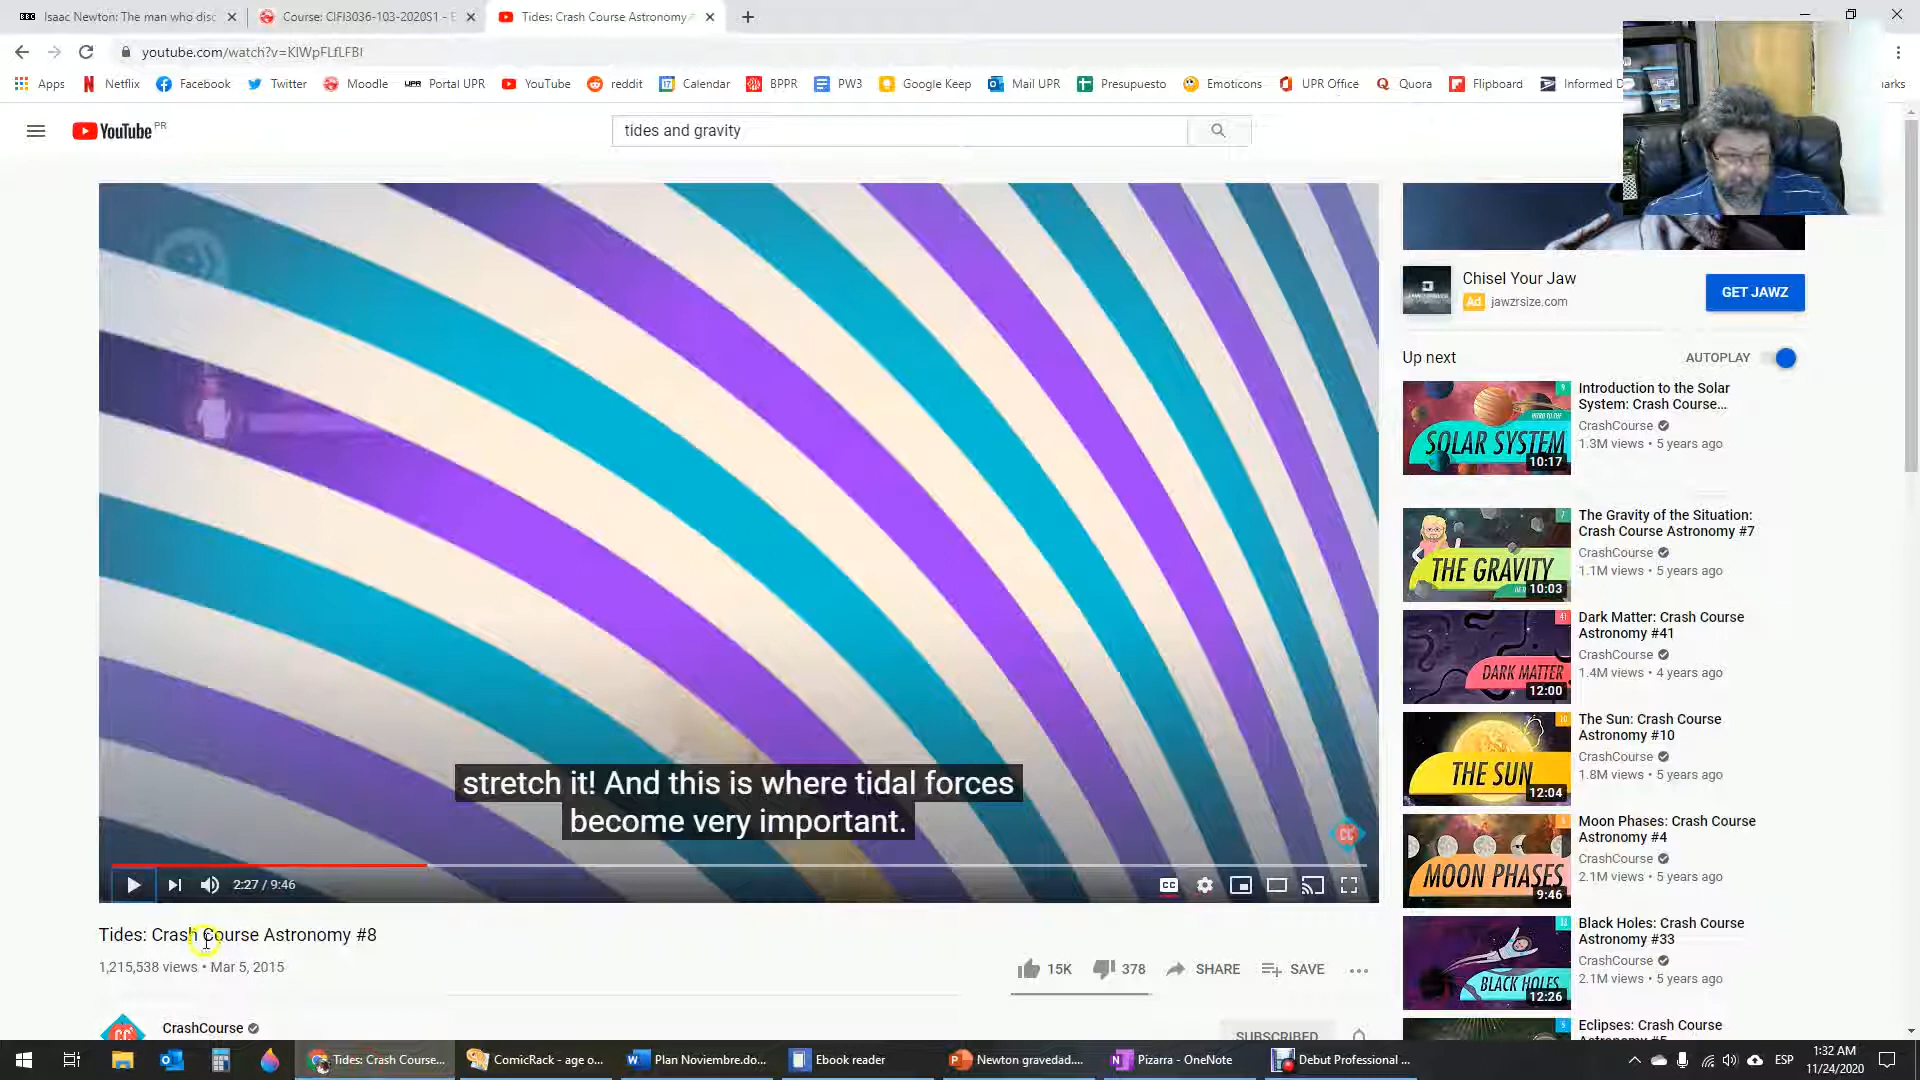 Isaac Newton: The man who disc
Course: CIFI3036-103-2020S1 - E
Tides: Crash Course Astronomy
youtube.com/watch?v=KlWpFLfLFBI
Apps
Netflix
Facebook
Twitter
Moodle
Portal UPR
YouTube
reddit
Calendar
BPPR
PW3
Google Keep
Mail UPR
Presupuesto
Emoticons
UPR Office
Quora
Flipboard
Informed D
arks
YouTube PR
tides and gravity
stretch it! And this is where tidal forces
become very important.
CC
2:27 / 9:46
Tides: Crash Course Astronomy #8
1,215,538 views • Mar 5, 2015
15K
378
SHARE
SAVE
CrashCourse
SUBSCRIBED
Chisel Your Jaw
Ad jawzrsize.com
GET JAWZ
Up next
AUTOPLAY
SOLAR SYSTEM
10:17
Introduction to the Solar
System: Crash Course...
CrashCourse
1.3M views • 5 years ago
THE GRAVITY
10:03
The Gravity of the Situation:
Crash Course Astronomy #7
CrashCourse
1.1M views • 5 years ago
DARK MATTER
12:00
Dark Matter: Crash Course
Astronomy #41
CrashCourse
1.4M views • 4 years ago
THE SUN
12:04
The Sun: Crash Course
Astronomy #10
CrashCourse
1.8M views • 5 years ago
MOON PHASES
9:46
Moon Phases: Crash Course
Astronomy #4
CrashCourse
2.1M views • 5 years ago
BLACK HOLES
12:26
Black Holes: Crash Course
Astronomy #33
CrashCourse
2.1M views • 5 years ago
Eclipses: Crash Course
Tides: Crash Course...
ComicRack - age o...
Plan Noviembre.do...
Ebook reader
Newton gravedad....
Pizarra - OneNote
Debut Professional ...
ESP
1:32 AM
11/24/2020